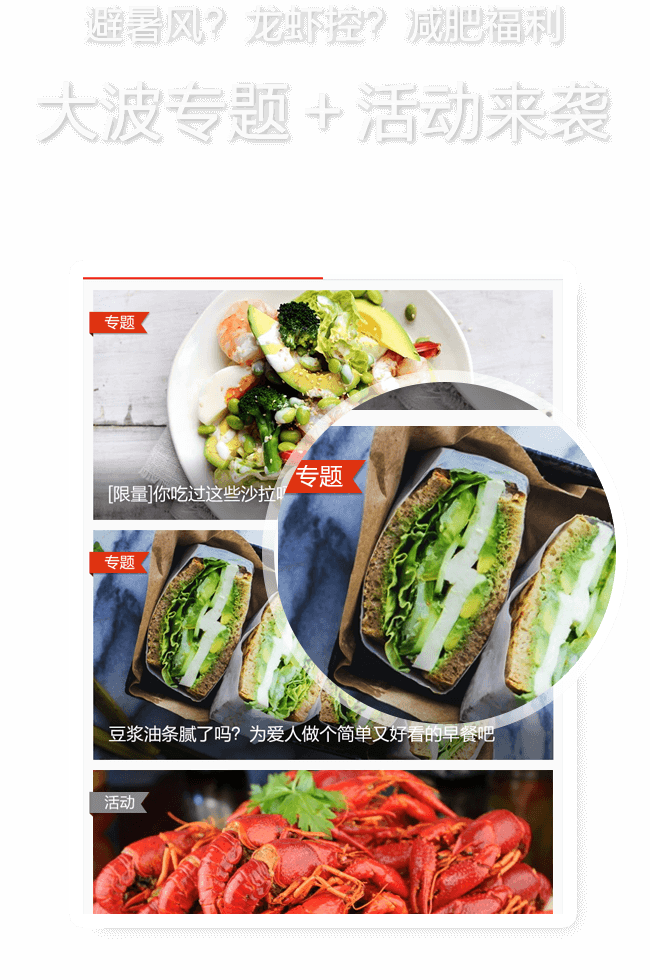 避暑风？龙虾控？减肥福利
大波专题+活动来袭
专题
[限量]你吃过这些沙拉吗
专题
专题
豆浆油条腻了吗？为爱人做个简单又好看的早餐吧
活动